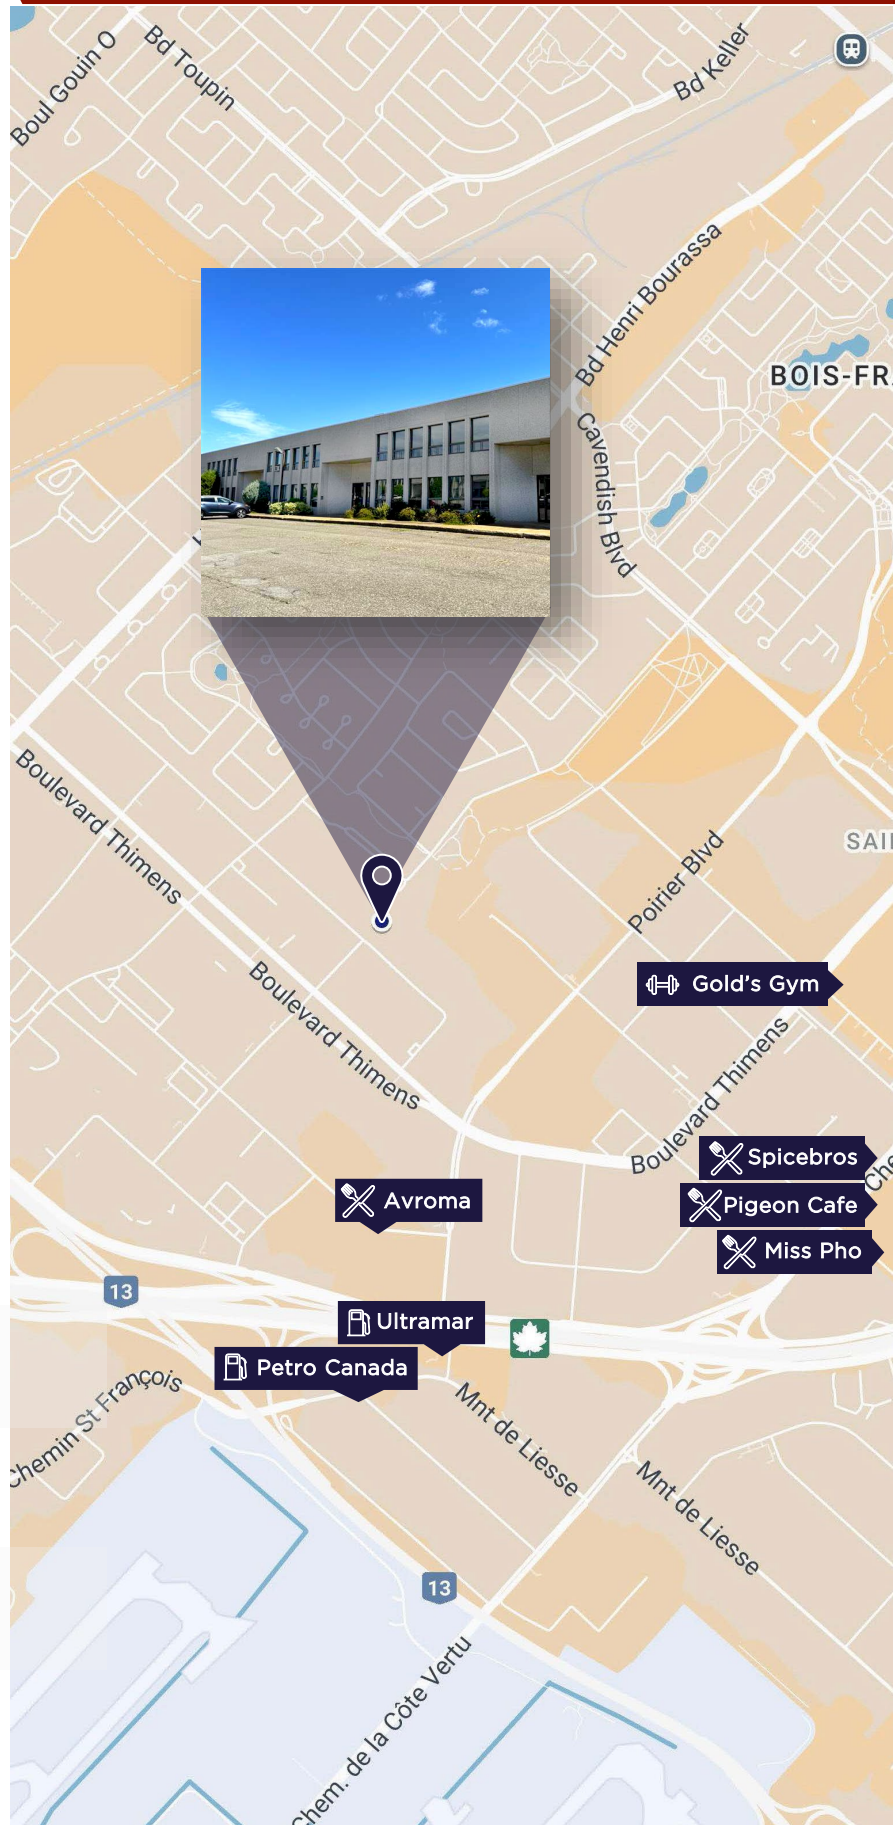 Boul Gouin O
Bd Toupin
Bd Keller
Bd Henri Bourassa
BOIS-FR
Cavendish Blvd
Boulevard Thimens
SAI
Poirier Blvd
Boulevard Thimens
Gold's Gym
Boulevard Thimens
Spicebros
Che
Pigeon Cafe
Avroma
Miss Pho
13
Ultramar
Petro Canada
Chemin St François
Mnt de Liesse
Mnt de Liesse
13
Chem. de la Côte Vertu